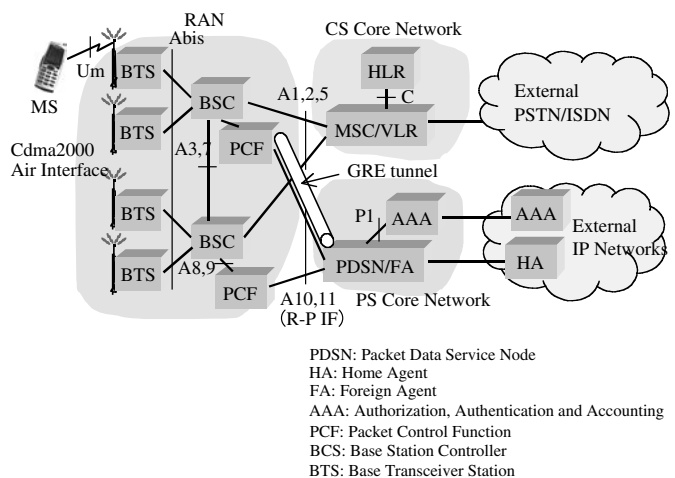 RAN
CS Core Network
Abis
HLR
Um
BTS
BSC
A1,2,5
C
External
PSTN/ISDN
MS
BTS
PCF
MSC/VLR
Cdma2000
Air Interface
A3,7
GRE tunnel
BTS
P1
AAA
AAA
External
IP Networks
BSC
BTS
A8,9
PDSN/FA
HA
PCF
A10,11
(R-P IF)
PS Core Network
PDSN: Packet Data Service Node
HA: Home Agent
FA: Foreign Agent
AAA: Authorization, Authentication and Accounting
PCF: Packet Control Function
BCS: Base Station Controller
BTS: Base Transceiver Station